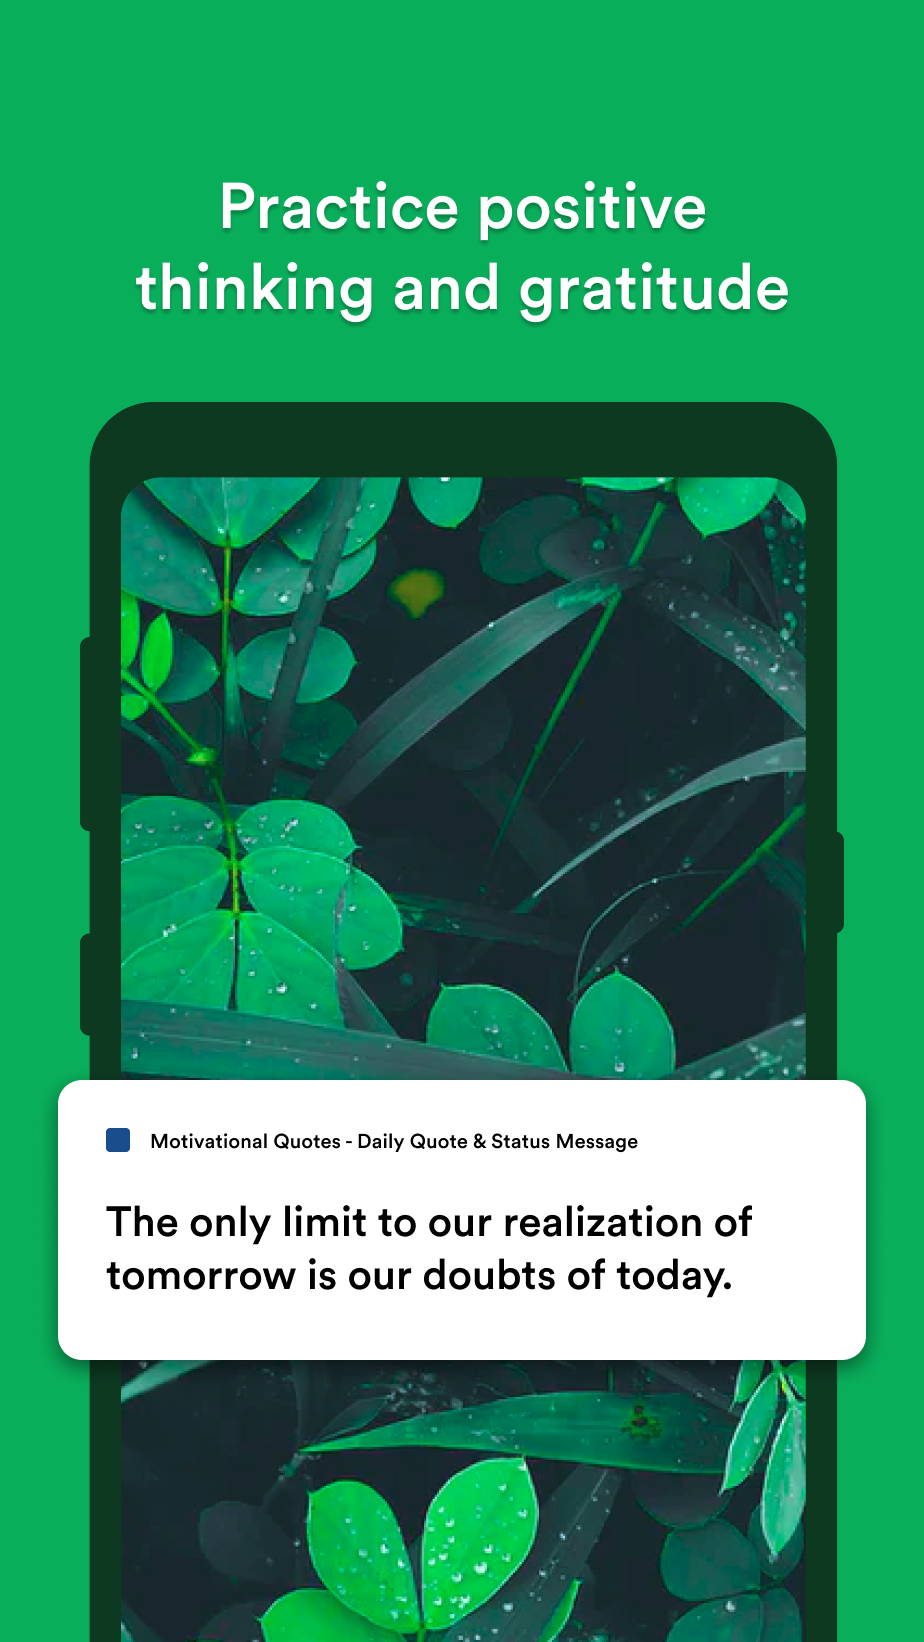 Practice positive
thinking and gratitude
Motivational Quotes - Daily Quote & Status Message
The only limit to our realization of
tomorrow is our doubts of today.